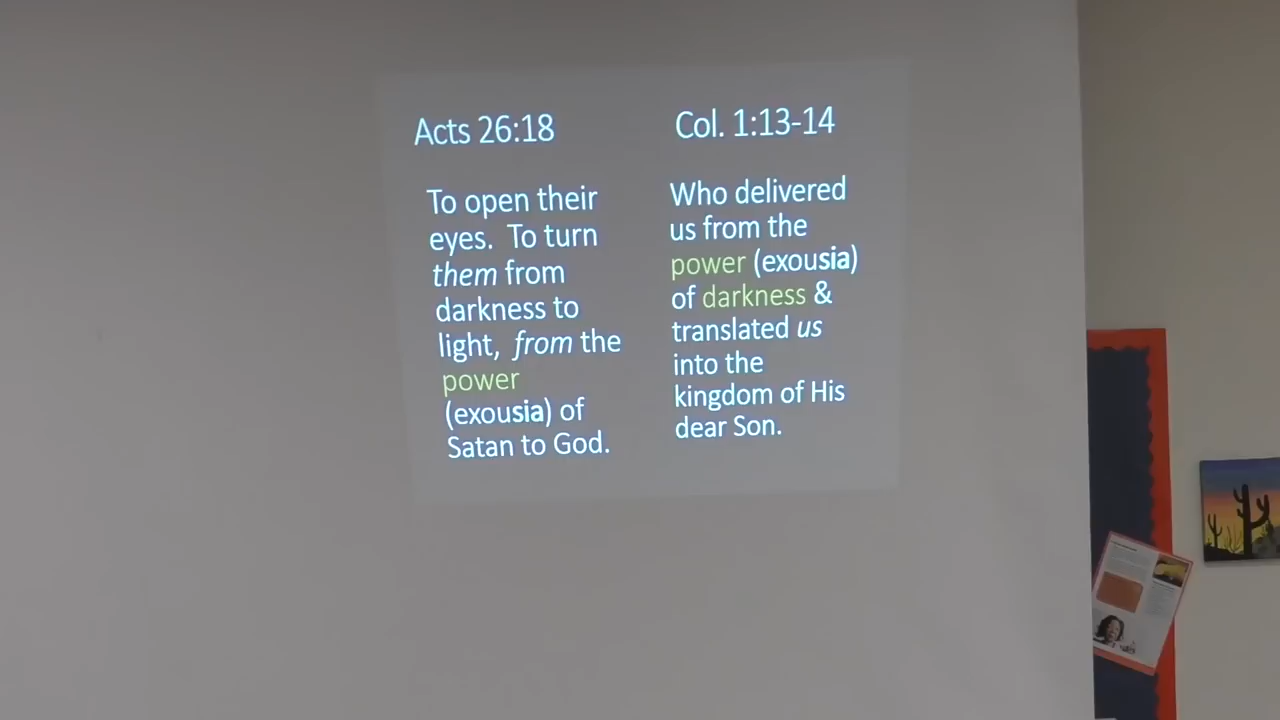 Acts 26:18
To open their
eyes.  To turn
them from
darkness to
light,  from the
power
(exousia) of
Satan to God.
Col. 1:13-14
Who delivered
us from the
power (exousia)
of darkness &
translated us
into the
kingdom of His
dear Son.